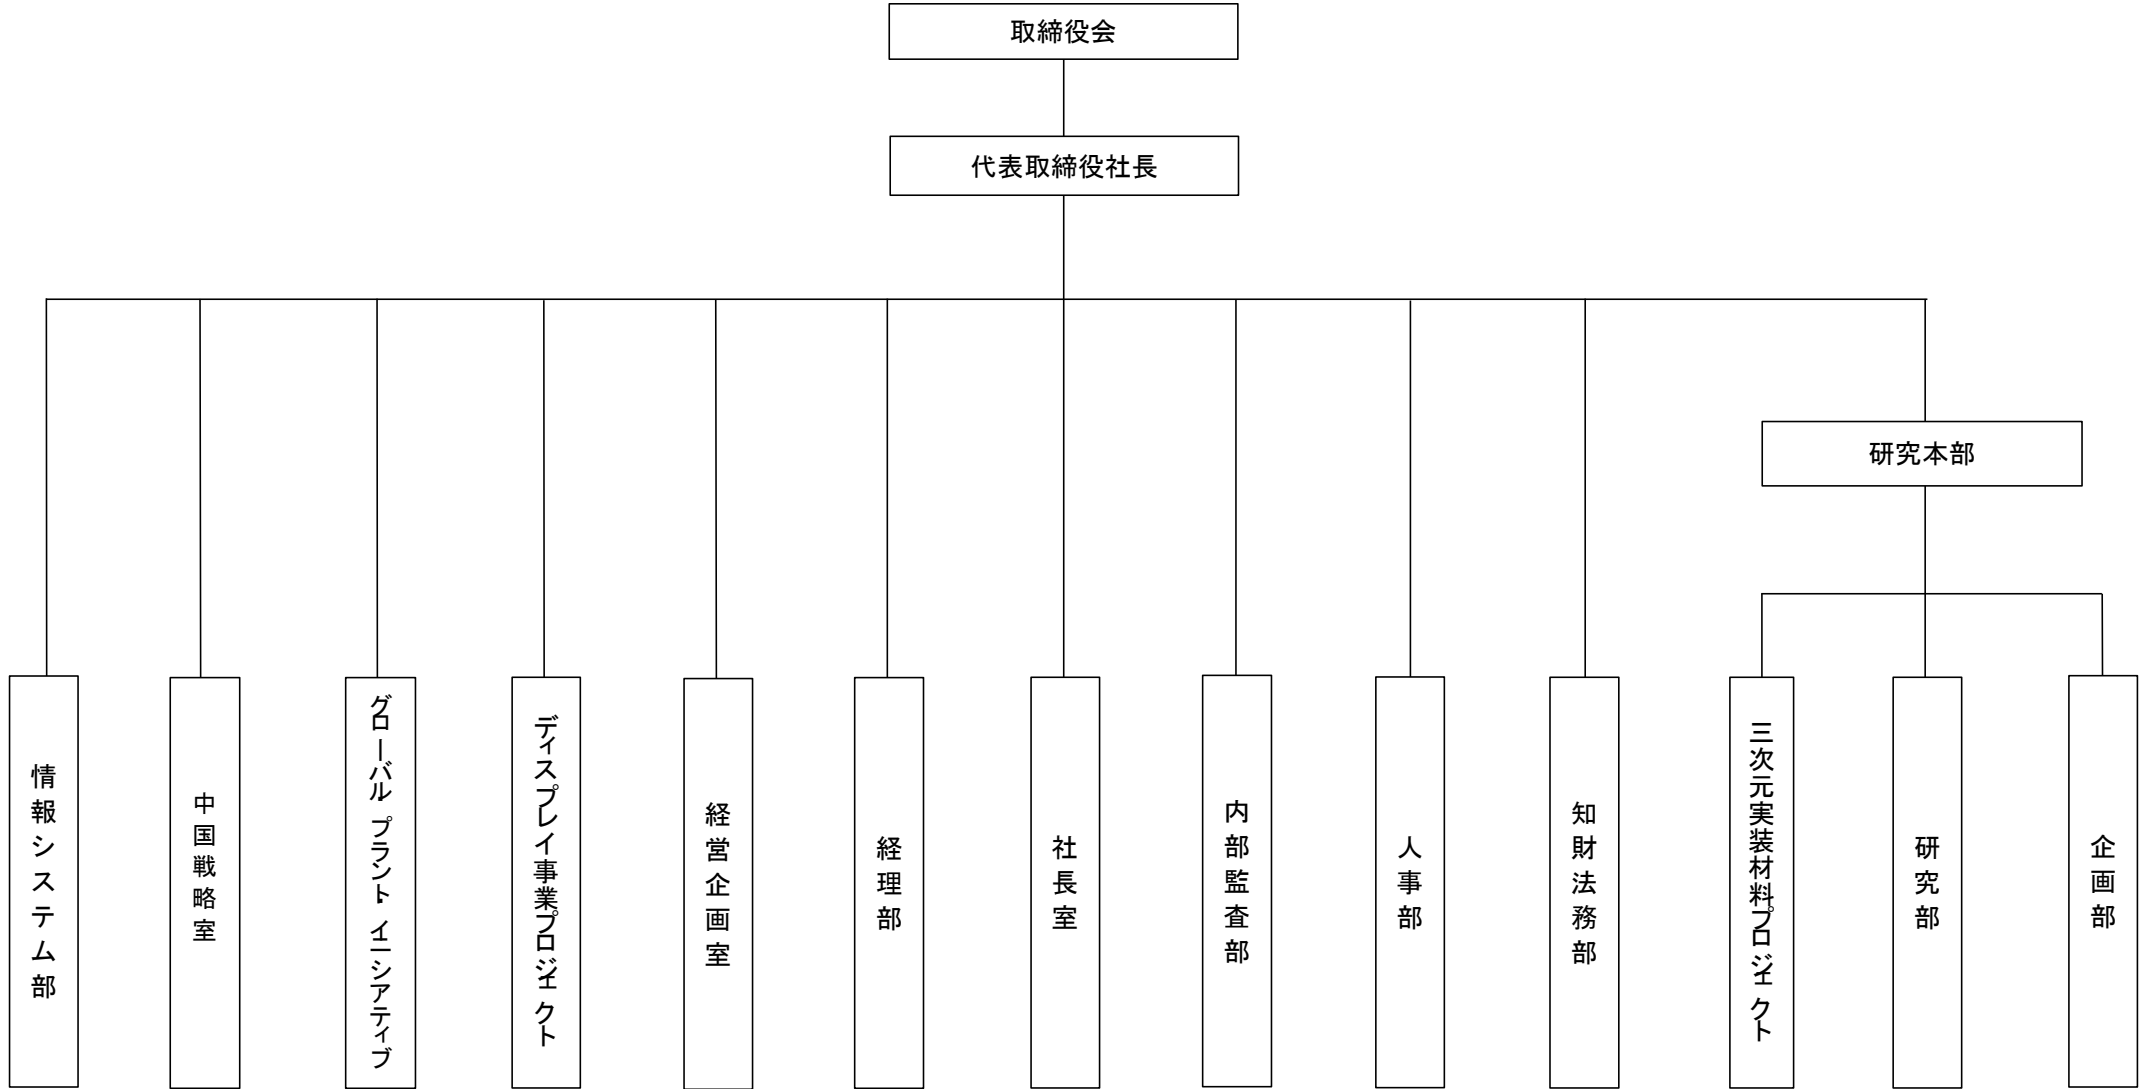 取締役会
代表取締役社長
研究本部
情報システム部
中国戦略室
グローバル・プラント・イニシアティブ
ディスプレイ事業プロジェクト
経営企画室
経理部
社長室
内部監査部
人事部
知財法務部
三次元実装材料プロジェクト
研究部
企画部